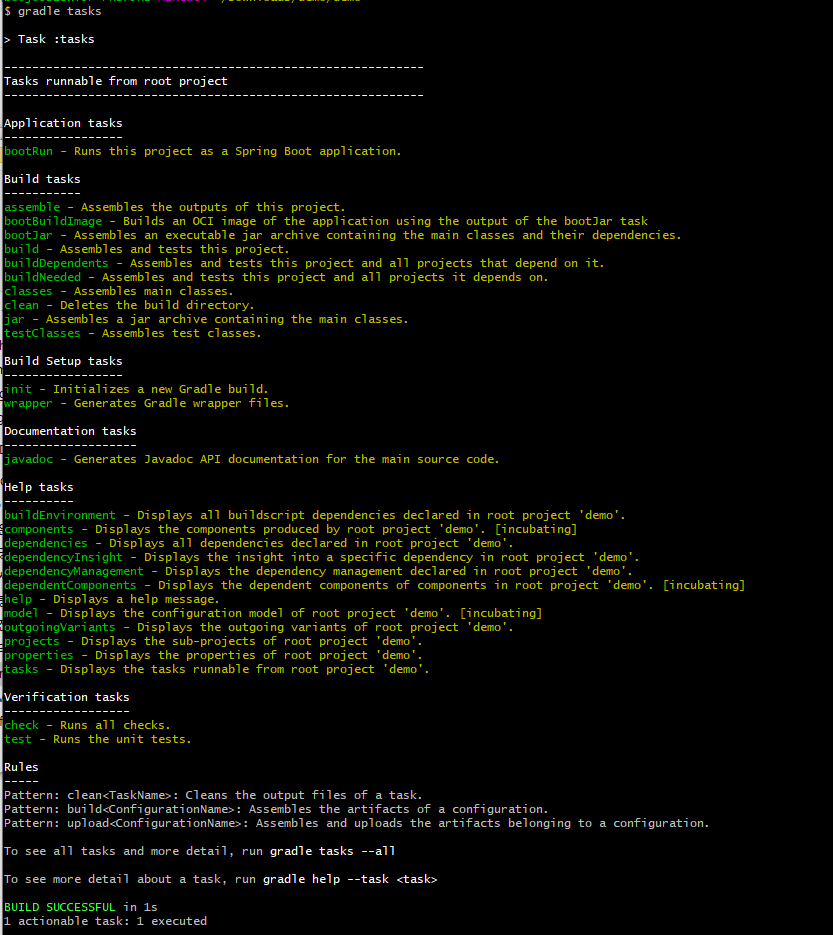 $ gradle tasks
> Task :tasks
------------------------------------------------------------
Tasks runnable from root project
------------------------------------------------------------
Application tasks
-----------------
bootRun - Runs this project as a Spring Boot application.
Build tasks
-----------
assemble - Assembles the outputs of this project.
bootBuildImage - Builds an OCI image of the application using the output of the bootJar task
bootJar - Assembles an executable jar archive containing the main classes and their dependencies.
build - Assembles and tests this project.
buildDependents - Assembles and tests this project and all projects that depend on it.
buildNeeded - Assembles and tests this project and all projects it depends on.
classes - Assembles main classes.
clean - Deletes the build directory.
jar - Assembles a jar archive containing the main classes.
testClasses - Assembles test classes.
Build Setup tasks
-----------------
init - Initializes a new Gradle build.
wrapper - Generates Gradle wrapper files.
Documentation tasks
-------------------
javadoc - Generates Javadoc API documentation for the main source code.
Help tasks
----------
buildEnvironment - Displays all buildscript dependencies declared in root project 'demo'.
components - Displays the components produced by root project 'demo'. [incubating]
dependencies - Displays all dependencies declared in root project 'demo'.
dependencyInsight - Displays the insight into a specific dependency in root project 'demo'.
dependencyManagement - Displays the dependency management declared in root project 'demo'.
dependentComponents - Displays the dependent components of components in root project 'demo'. [incubating]
help - Displays a help message.
model - Displays the configuration model of root project 'demo'. [incubating]
outgoingVariants - Displays the outgoing variants of root project 'demo'.
projects - Displays the sub-projects of root project 'demo'.
properties - Displays the properties of root project 'demo'.
tasks - Displays the tasks runnable from root project 'demo'.
Verification tasks
------------------
check - Runs all checks.
test - Runs the unit tests.
Rules
-----
Pattern: clean<TaskName>: Cleans the output files of a task.
Pattern: build<ConfigurationName>: Assembles the artifacts of a configuration.
Pattern: upload<ConfigurationName>: Assembles and uploads the artifacts belonging to a configuration.
To see all tasks and more detail, run gradle tasks --all
To see more detail about a task, run gradle help --task <task>
BUILD SUCCESSFUL in 1s
1 actionable task: 1 executed